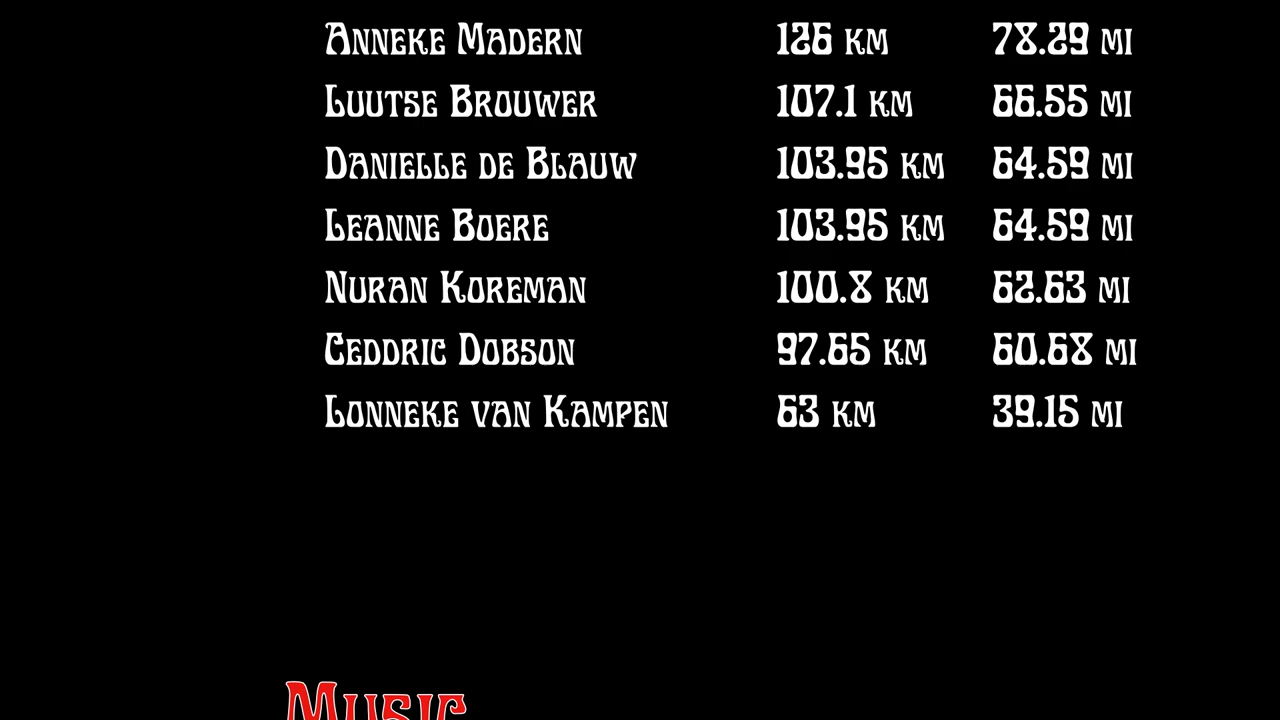 Anneke Madern 126 km 78.29 mi
Luutse Brouwer 107.1 km 66.55 mi
Danielle de Blauw 103.95 km 64.59 mi
Leanne Boere 103.95 km 64.59 mi
Nuran Koreman 100.8 km 62.63 mi
Ceddric Dobson 97.65 km 60.68 mi
Lonneke van Kampen 63 km 39.15 mi
Music